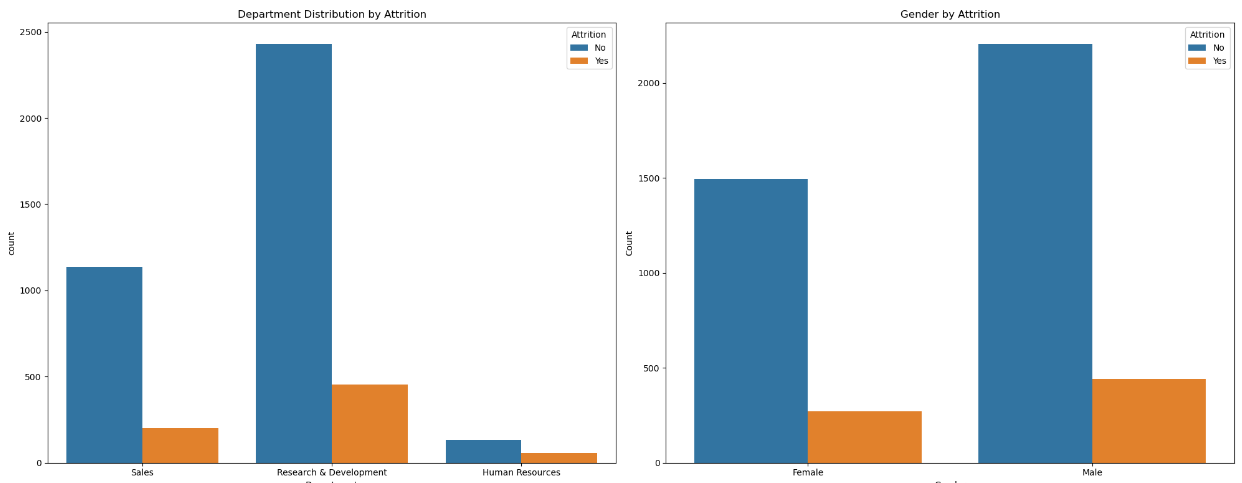 Department Distribution by Attrition
2500
2000
1500
1000
500
0
count
Attrition
No
Yes
Sales
Research & Development
Human Resources
Gender by Attrition
2000
1500
1000
500
0
Count
Attrition
No
Yes
Female
Male